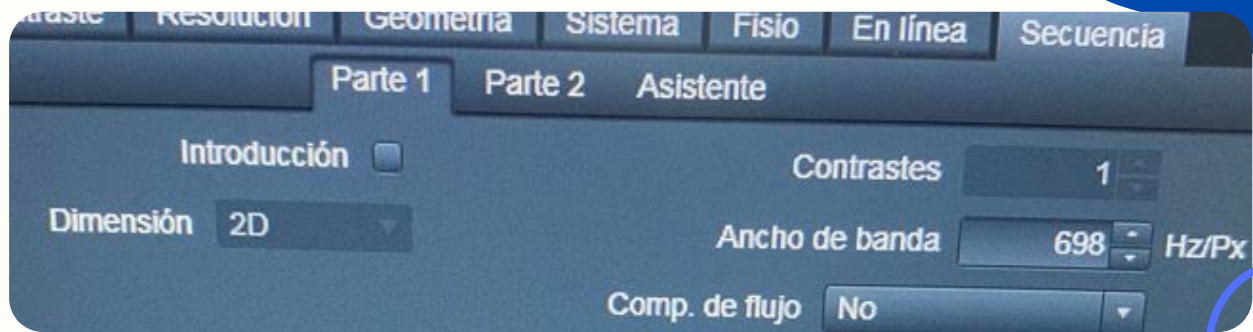 Resolución Geometría Sistema Fisio En línea Secuencia
Parte 1 Parte 2 Asistente
Introducción Contrastes 1
Dimensión 2D Ancho de banda 698 Hz/Px
Comp. de flujo No